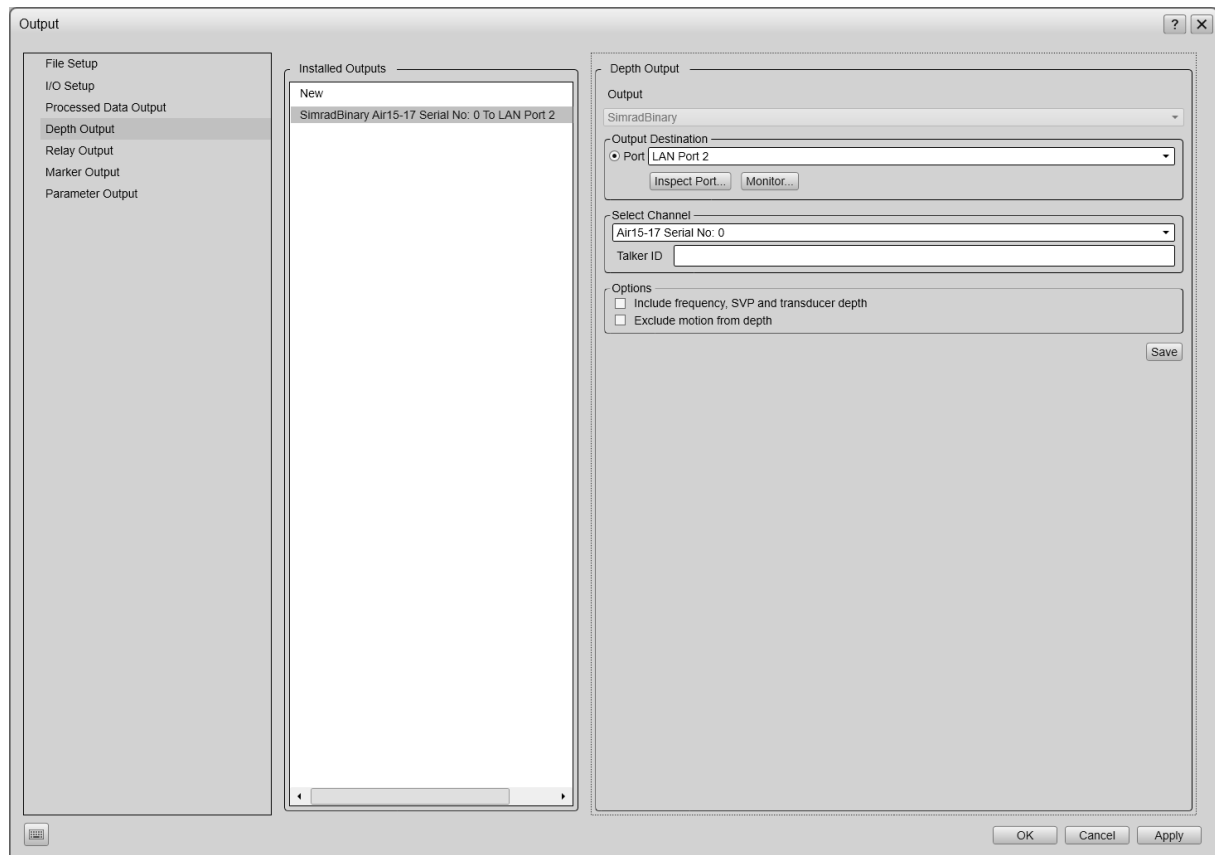 Output
?
File Setup
I/O Setup
Processed Data Output
Depth Output
Relay Output
Marker Output
Parameter Output
Installed Outputs
New
SimradBinary Air15-17 Serial No: 0 To LAN Port 2
Depth Output
Output
SimradBinary
Output Destination
Port LAN Port 2
Inspect Port... Monitor...
Select Channel
Air15-17 Serial No: 0
Talker ID
Options
Include frequency, SVP and transducer depth
Exclude motion from depth
Save
OK Cancel Apply